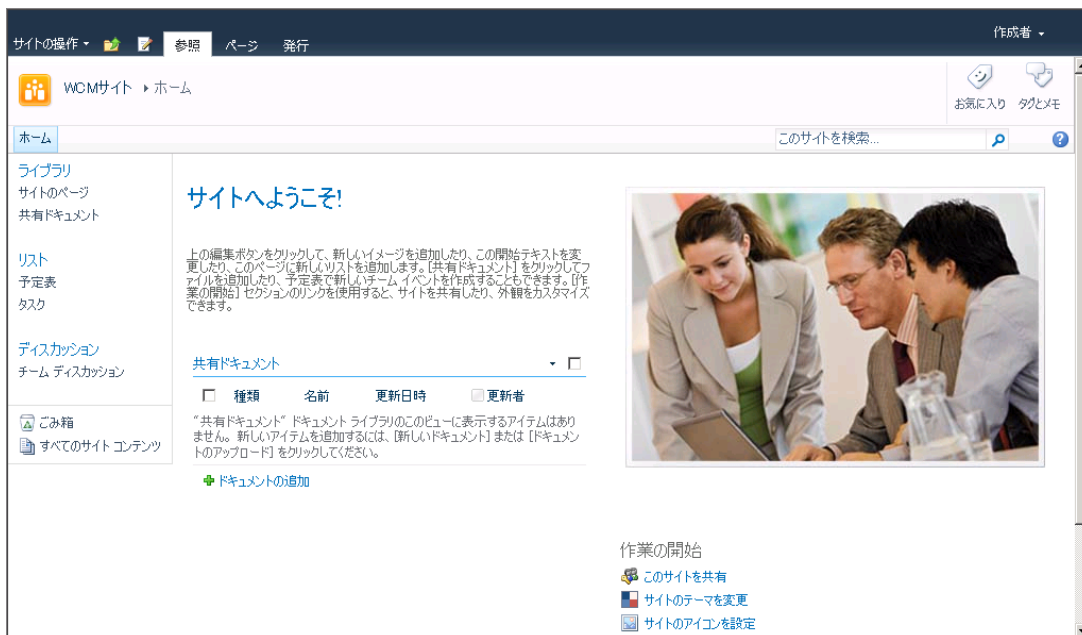 作成者
サイトの操作 参照 ページ 発行
WCMサイト ホーム
お気に入り タグとメモ
ホーム
このサイトを検索...
ライブラリ
サイトのページ
共有ドキュメント
リスト
予定表
タスク
ディスカッション
チーム ディスカッション
ごみ箱
すべてのサイト コンテンツ
サイトへようこそ!
上の編集ボタンをクリックして、新しいイメージを追加したり、この開始テキストを変
更したり、このページに新しいリストを追加します。[共有ドキュメント] をクリックしてフ
ァイルを追加したり、予定表で新しいチーム イベントを作成することもできます。[作
業の開始] セクションのリンクを使用すると、サイトを共有したり、外観をカスタマイズ
できます。
共有ドキュメント
種類 名前 更新日時 更新者
"共有ドキュメント" ドキュメント ライブラリのこのビューに表示するアイテムはあり
ません。新しいアイテムを追加するには、[新しいドキュメント] または [ドキュメン
トのアップロード] をクリックしてください。
ドキュメントの追加
作業の開始
このサイトを共有
サイトのテーマを変更
サイトのアイコンを設定